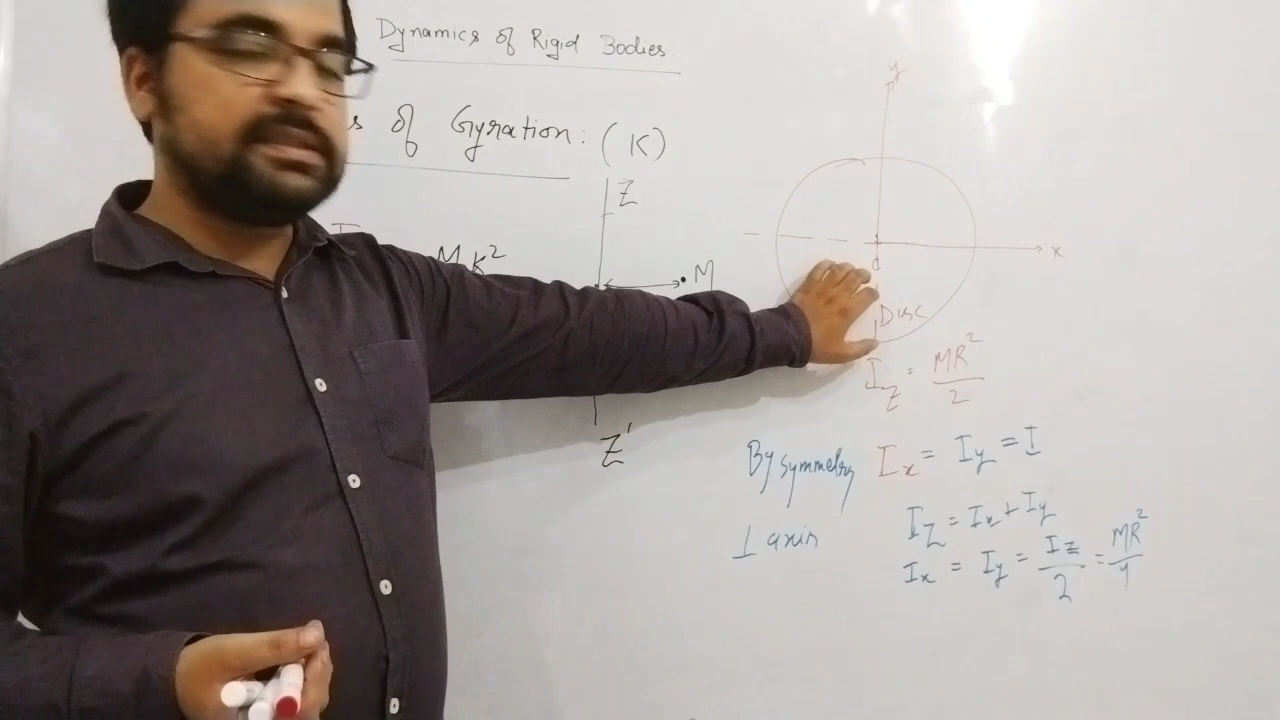 Dynamics of Rigid Bodies.
s of Gyration: (K)
I
MK²
Z
M
Z'
y
x
d
Disc
I_Z = MR²/2
By symmetry I_x = I_y = I
⊥ axis
I_Z = I_x + I_y
I_x = I_y = I_z/2 = MR²/4